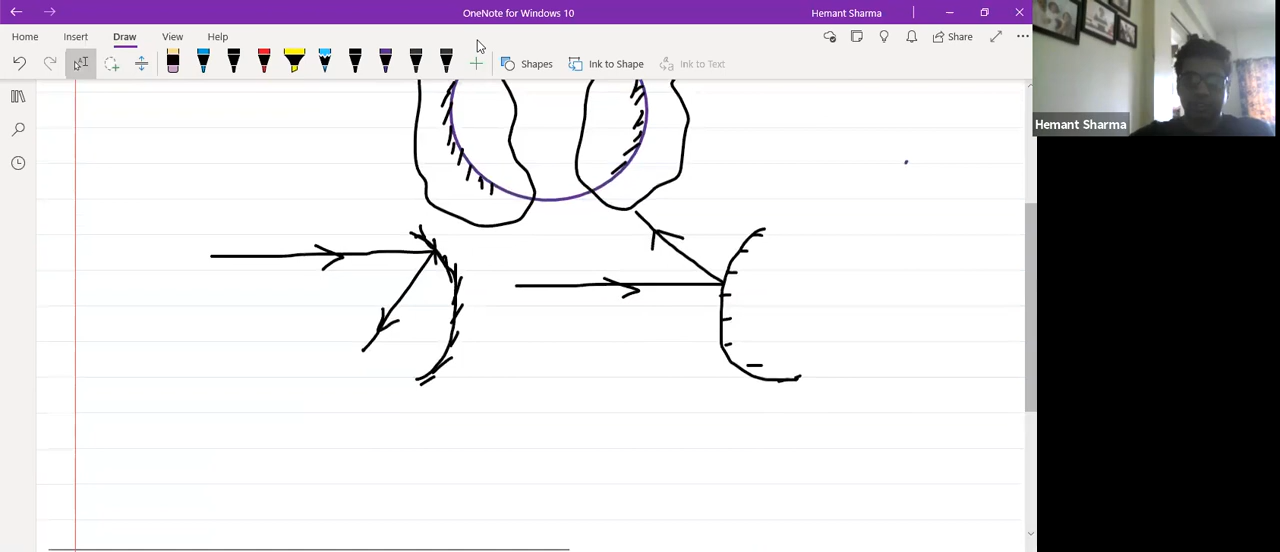 OneNote for Windows 10
Hemant Sharma
Home Insert Draw View Help
Share
Shapes Ink to Shape Ink to Text
Hemant Sharma